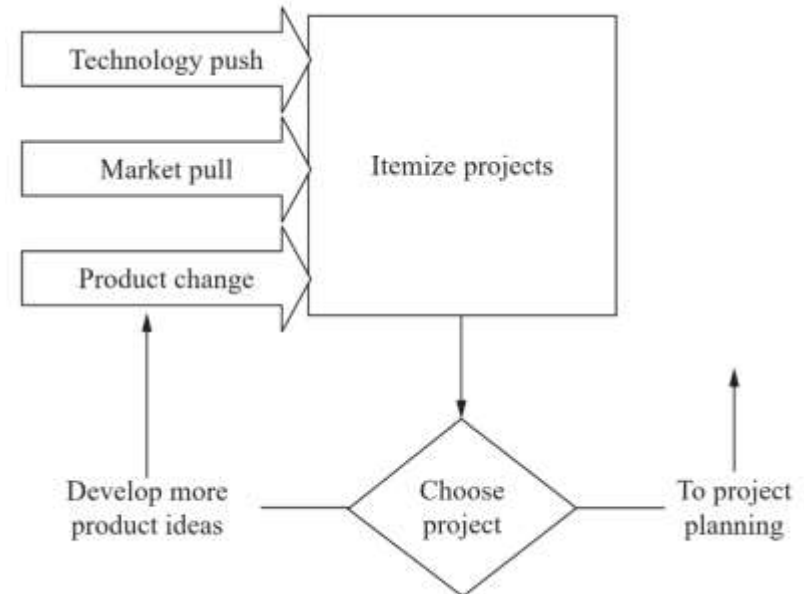 Technology push
Market pull
Itemize projects
Product change
Develop more
product ideas
Choose
project
To project
planning